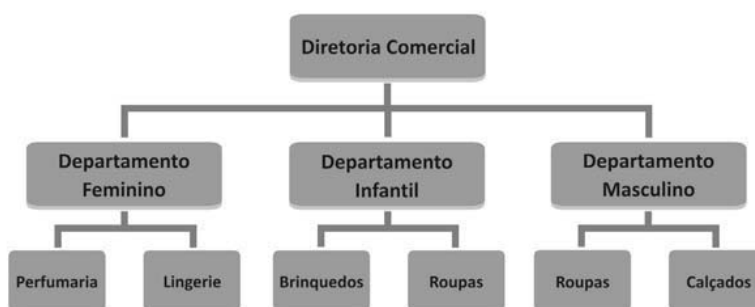 Diretoria Comercial
Departamento
Feminino
Departamento
Infantil
Departamento
Masculino
Perfumaria
Lingerie
Brinquedos
Roupas
Roupas
Calçados